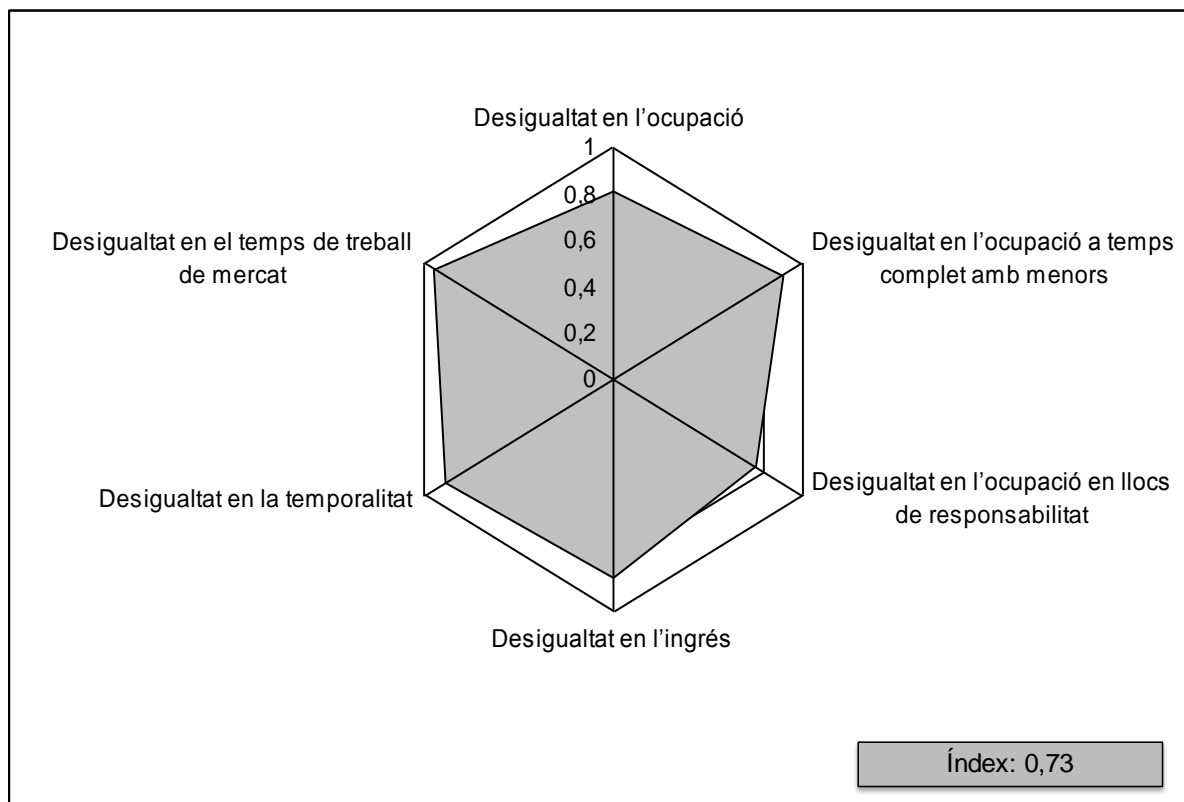 Desigualtat en l’ocupació
1
0,8
0,6
0,4
0,2
0
Desigualtat en el temps de treball
de mercat
Desigualtat en l’ocupació a temps
complet amb menors
Desigualtat en la temporalitat
Desigualtat en l’ocupació en llocs
de responsabilitat
Desigualtat en l’ingrés
Índex: 0,73